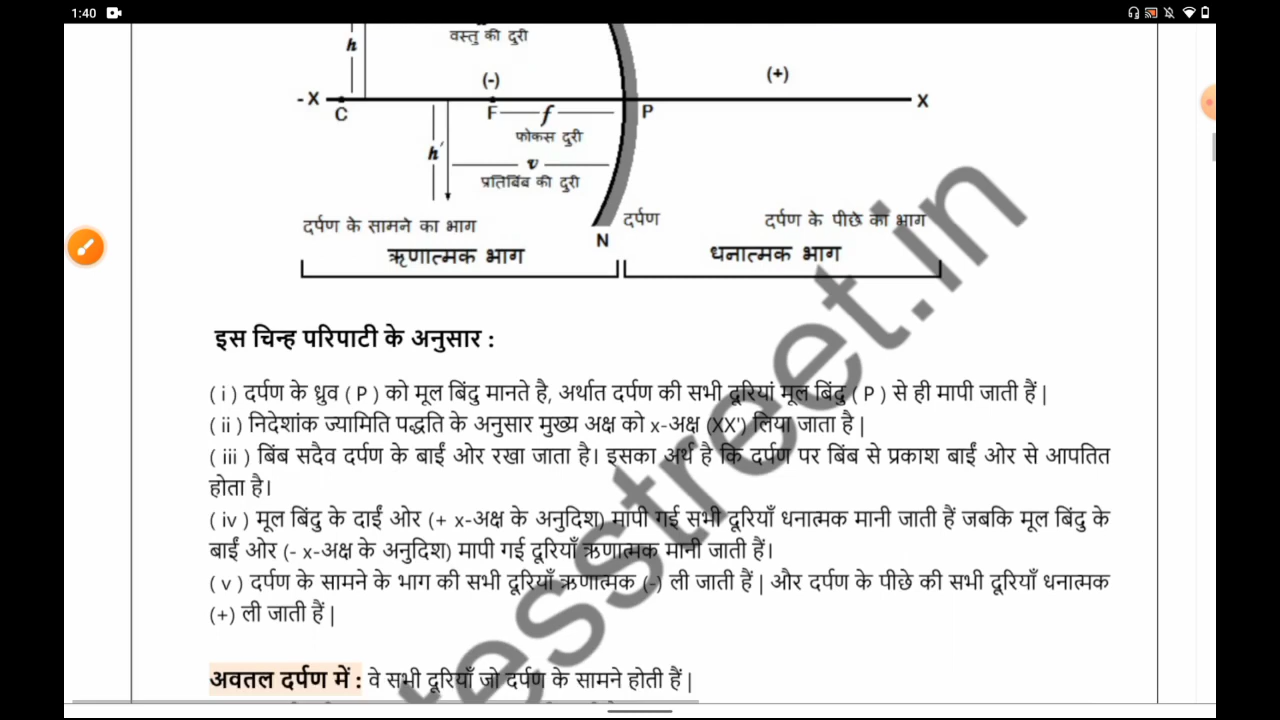 1:40
वस्तु की दुरी
h
(-)
(+)
- X
C
F
f
P
X
फोकस दुरी
h′
v
प्रतिबिंब की दुरी
दर्पण के सामने का भाग
N
दर्पण
दर्पण के पीछे का भाग
ऋणात्मक भाग
धनात्मक भाग
इस चिन्ह परिपाटी के अनुसार :
( i ) दर्पण के ध्रुव ( P ) को मूल बिंदु मानते है, अर्थात दर्पण की सभी दूरियां मूल बिंदु ( P ) से ही मापी जाती हैं |
( ii ) निदेशांक ज्यामिति पद्धति के अनुसार मुख्य अक्ष को x-अक्ष (XX') लिया जाता है |
( iii ) बिंब सदैव दर्पण के बाईं ओर रखा जाता है। इसका अर्थ है कि दर्पण पर बिंब से प्रकाश बाईं ओर से आपतित
होता है।
( iv ) मूल बिंदु के दाईं ओर (+ x-अक्ष के अनुदिश) मापी गई सभी दूरियाँ धनात्मक मानी जाती हैं जबकि मूल बिंदु के
बाईं ओर (- x-अक्ष के अनुदिश) मापी गई दूरियाँ ऋणात्मक मानी जाती हैं।
( v ) दर्पण के सामने के भाग की सभी दूरियाँ ऋणात्मक (-) ली जाती हैं | और दर्पण के पीछे की सभी दूरियाँ धनात्मक
(+) ली जाती हैं |
अवतल दर्पण में : वे सभी दूरियाँ जो दर्पण के सामने होती हैं |
tesstreet.in